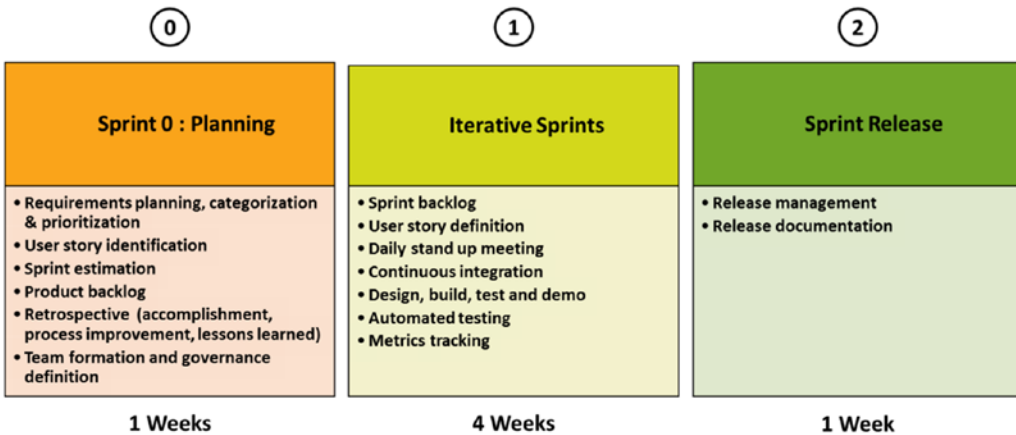 0
1
2
Sprint 0 : Planning
Iterative Sprints
Sprint Release
• Requirements planning, categorization
& prioritization
• User story identification
• Sprint estimation
• Product backlog
• Retrospective (accomplishment,
process improvement, lessons learned)
• Team formation and governance
definition
• Sprint backlog
• User story definition
• Daily stand up meeting
• Continuous integration
• Design, build, test and demo
• Automated testing
• Metrics tracking
• Release management
• Release documentation
1 Weeks
4 Weeks
1 Week